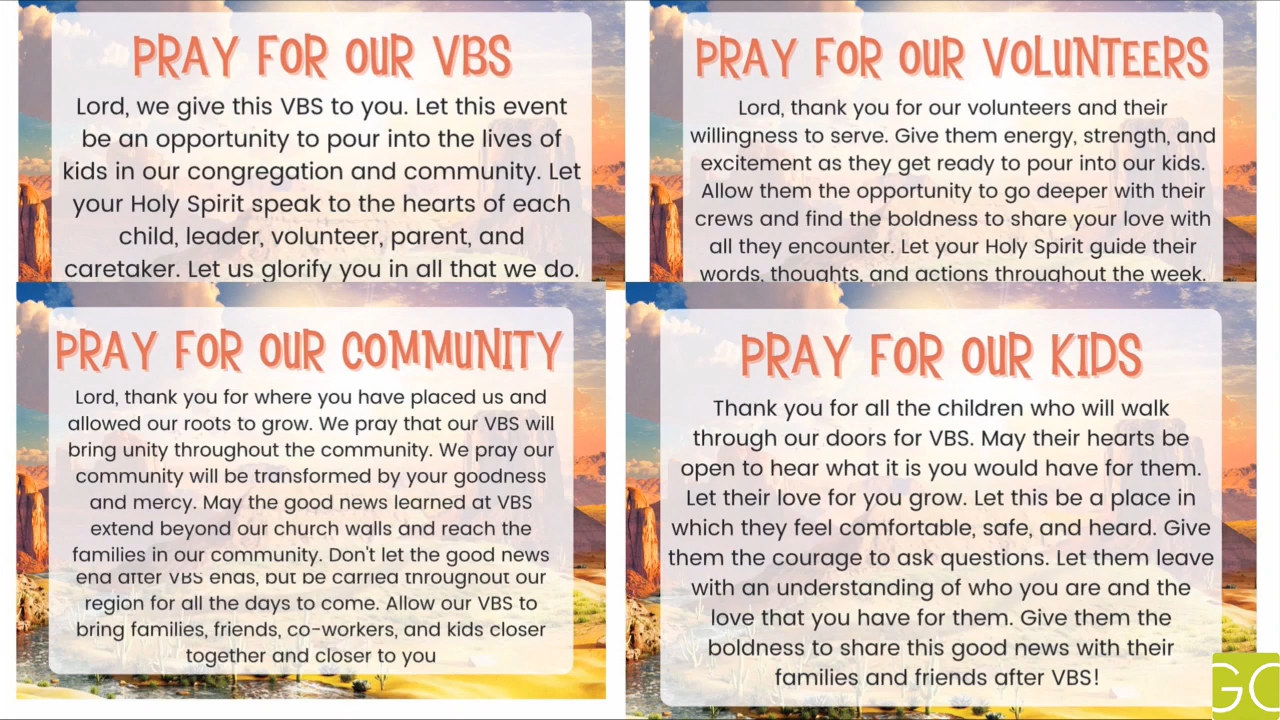 PRAY FOR OUR VBS
Lord, we give this VBS to you. Let this event
be an opportunity to pour into the lives of
kids in our congregation and community. Let
your Holy Spirit speak to the hearts of each
child, leader, volunteer, parent, and
caretaker. Let us glorify you in all that we do.
PRAY FOR OUR VOLUNTEERS
Lord, thank you for our volunteers and their
willingness to serve. Give them energy, strength, and
excitement as they get ready to pour into our kids.
Allow them the opportunity to go deeper with their
crews and find the boldness to share your love with
all they encounter. Let your Holy Spirit guide their
words, thoughts, and actions throughout the week.
PRAY FOR OUR COMMUNITY
Lord, thank you for where you have placed us and
allowed our roots to grow. We pray that our VBS will
bring unity throughout the community. We pray our
community will be transformed by your goodness
and mercy. May the good news learned at VBS
extend beyond our church walls and reach the
families in our community. Don't let the good news
end after VBS ends, but be carried throughout our
region for all the days to come. Allow our VBS to
bring families, friends, co-workers, and kids closer
together and closer to you
PRAY FOR OUR KIDS
Thank you for all the children who will walk
through our doors for VBS. May their hearts be
open to hear what it is you would have for them.
Let their love for you grow. Let this be a place in
which they feel comfortable, safe, and heard. Give
them the courage to ask questions. Let them leave
with an understanding of who you are and the
love that you have for them. Give them the
boldness to share this good news with their
families and friends after VBS!
GC